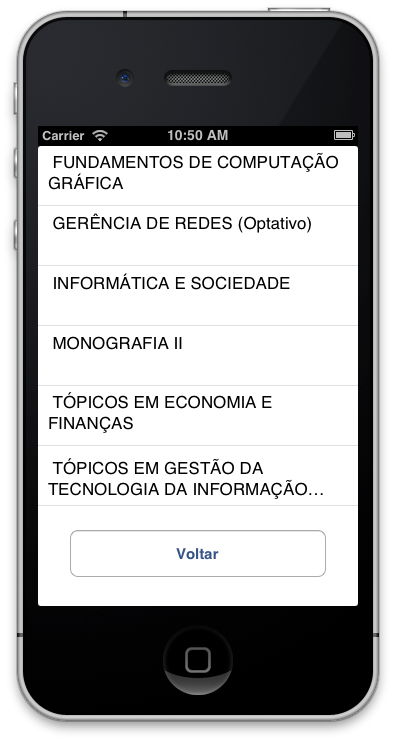 Carrier 10:50 AM
FUNDAMENTOS DE COMPUTAÇÃO
GRÁFICA
GERÊNCIA DE REDES (Optativo)
INFORMÁTICA E SOCIEDADE
MONOGRAFIA II
TÓPICOS EM ECONOMIA E
FINANÇAS
TÓPICOS EM GESTÃO DA
TECNOLOGIA DA INFORMAÇÃO...
Voltar